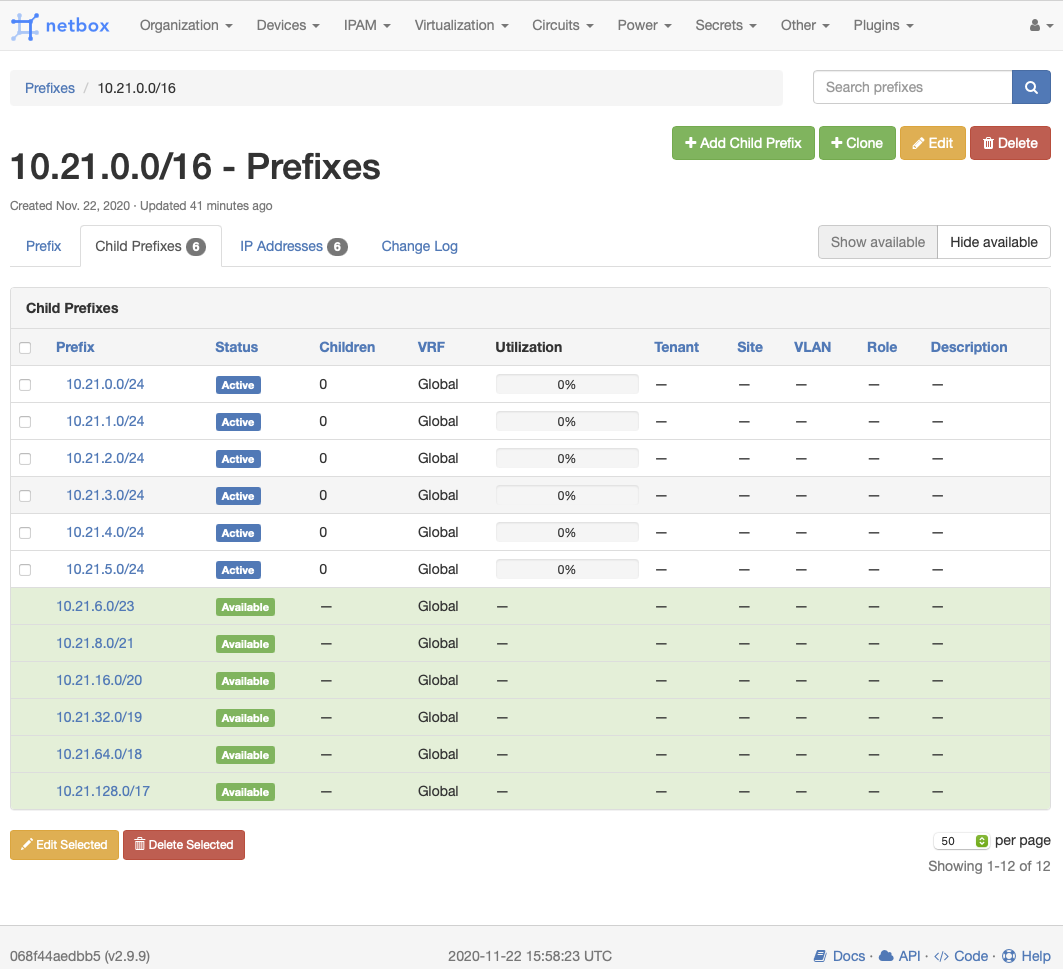 netbox Organization Devices IPAM Virtualization Circuits Power Secrets Other Plugins
Prefixes / 10.21.0.0/16 Search prefixes
Add Child Prefix Clone Edit Delete
10.21.0.0/16 - Prefixes
Created Nov. 22, 2020 · Updated 41 minutes ago
Prefix Child Prefixes 6 IP Addresses 6 Change Log Show available Hide available
Child Prefixes
Prefix Status Children VRF Utilization Tenant Site VLAN Role Description
10.21.0.0/24 Active 0 Global 0% — — — — —
10.21.1.0/24 Active 0 Global 0% — — — — —
10.21.2.0/24 Active 0 Global 0% — — — — —
10.21.3.0/24 Active 0 Global 0% — — — — —
10.21.4.0/24 Active 0 Global 0% — — — — —
10.21.5.0/24 Active 0 Global 0% — — — — —
10.21.6.0/23 Available — Global — — — — — —
10.21.8.0/21 Available — Global — — — — — —
10.21.16.0/20 Available — Global — — — — — —
10.21.32.0/19 Available — Global — — — — — —
10.21.64.0/18 Available — Global — — — — — —
10.21.128.0/17 Available — Global — — — — — —
Edit Selected Delete Selected 50 per page
Showing 1-12 of 12
068f44aedbb5 (v2.9.9) 2020-11-22 15:58:23 UTC Docs · API · Code · Help